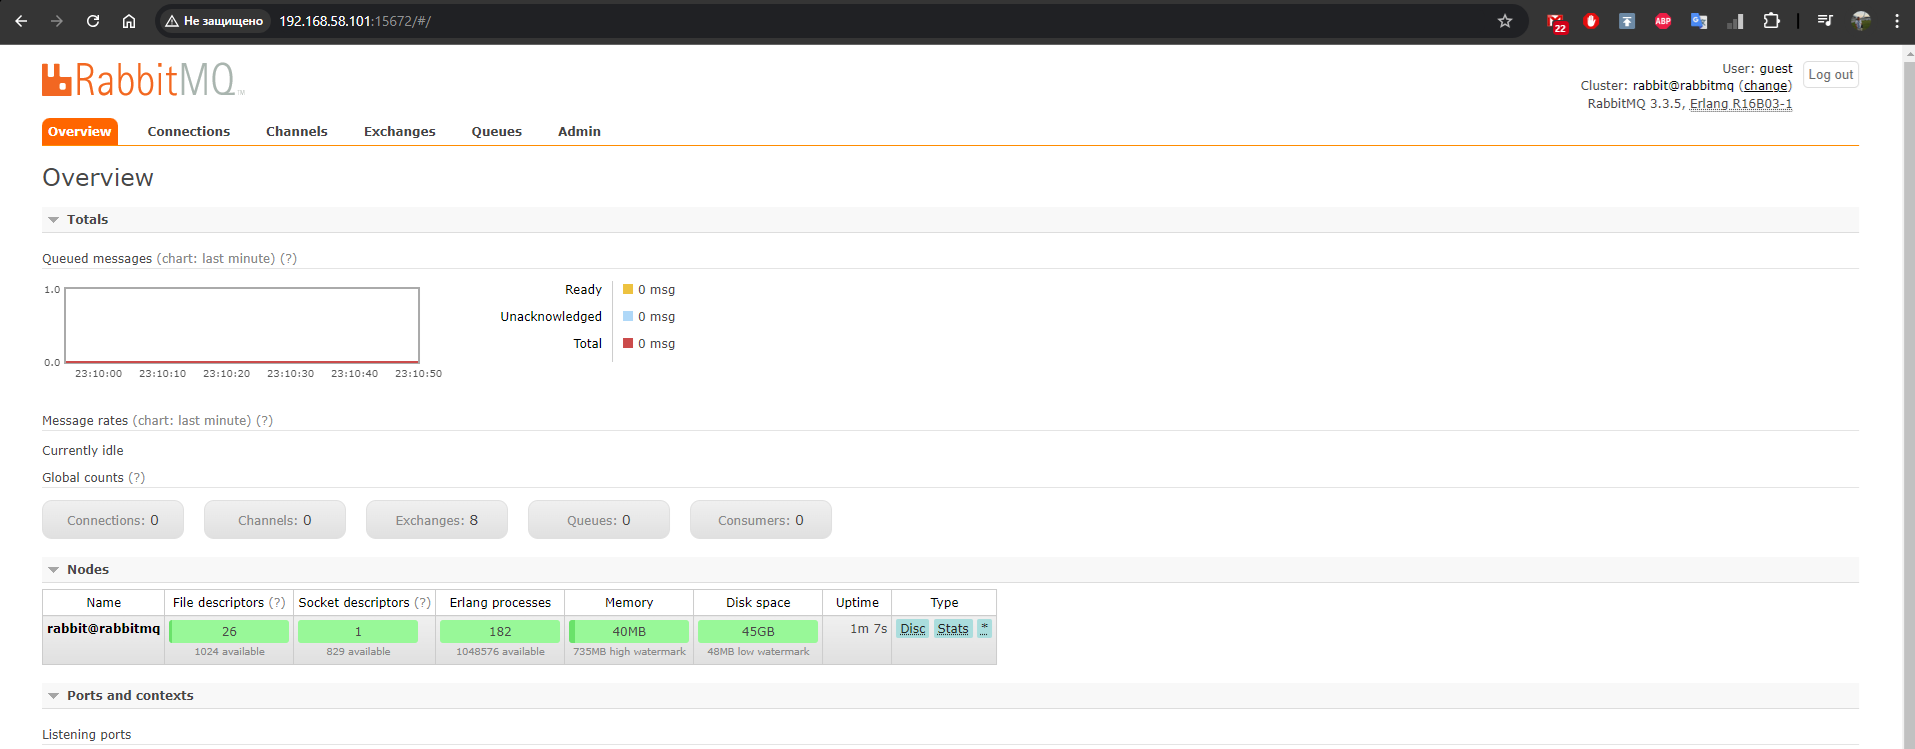 Не защищено 192.168.58.101:15672/#/
22
ABP
RabbitMQ TM
User: guest
Log out
Cluster: rabbit@rabbitmq (change)
RabbitMQ 3.3.5, Erlang R16B03-1
Overview Connections Channels Exchanges Queues Admin
Overview
Totals
Queued messages (chart: last minute) (?)
1.0
0.0
23:10:00 23:10:10 23:10:20 23:10:30 23:10:40 23:10:50
Ready 0 msg
Unacknowledged 0 msg
Total 0 msg
Message rates (chart: last minute) (?)
Currently idle
Global counts (?)
Connections: 0 Channels: 0 Exchanges: 8 Queues: 0 Consumers: 0
Nodes
Name File descriptors (?) Socket descriptors (?) Erlang processes Memory Disk space Uptime Type
rabbit@rabbitmq 26 1 182 40MB 45GB 1m 7s Disc Stats *
1024 available 829 available 1048576 available 735MB high watermark 48MB low watermark
Ports and contexts
Listening ports